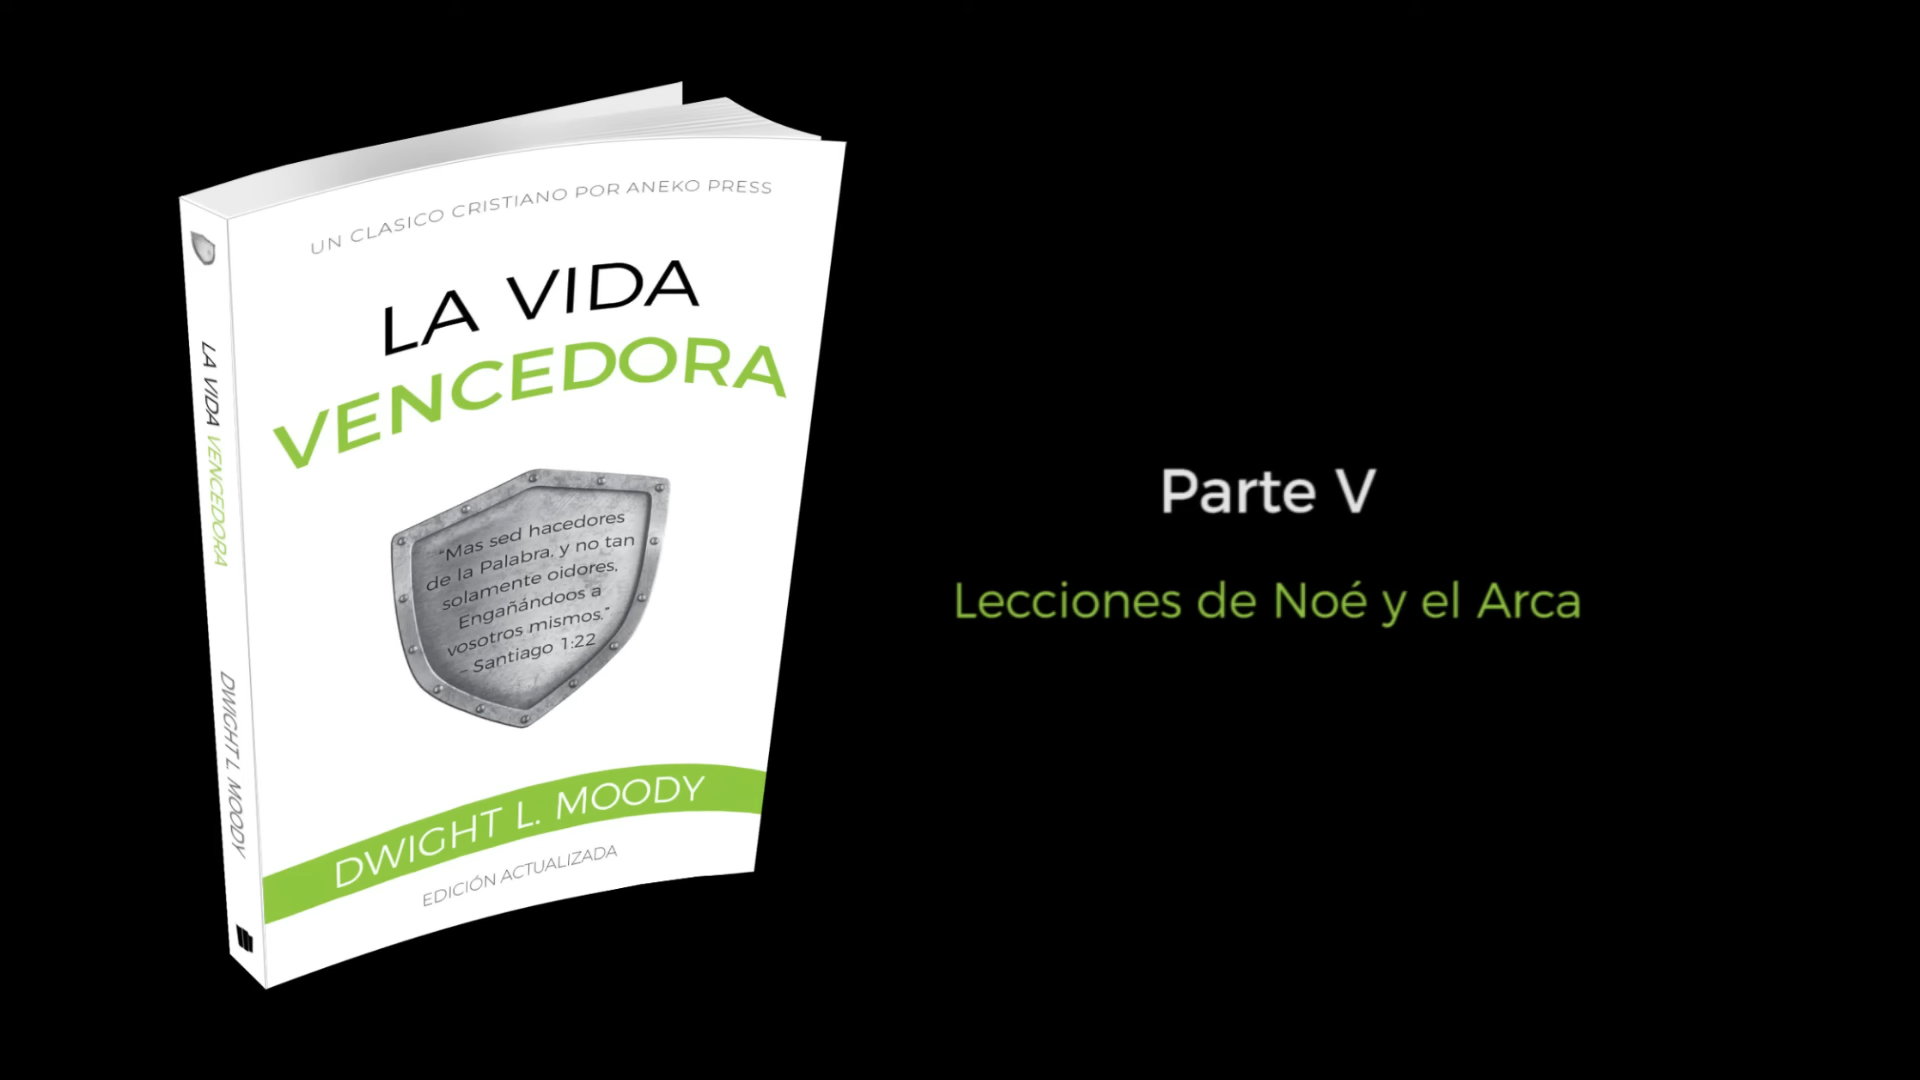 UN CLASICO CRISTIANO POR ANEKO PRESS
LA VIDA
VENCEDORA
"Mas sed hacedores
de la Palabra, y no tan
solamente oidores,
Engañándoos a
vosotros mismos."
– Santiago 1:22
DWIGHT L. MOODY
EDICIÓN ACTUALIZADA
LA VIDA VENCEDORA
DWIGHT L. MOODY
Parte V
Lecciones de Noé y el Arca